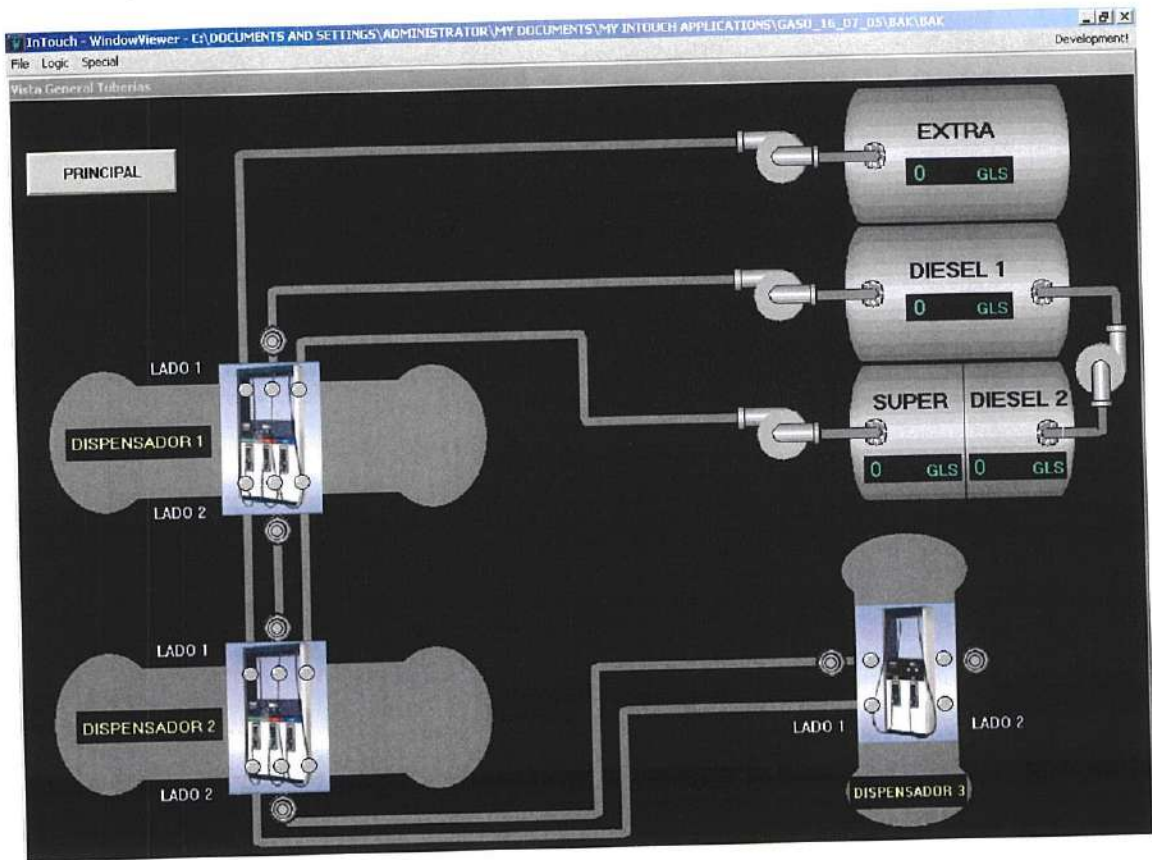 InTouch - WindowViewer - C:\DOCUMENTS AND SETTINGS\ADMINISTRATOR\MY DOCUMENTS\MY INTOUCH APPLICATIONS\GASO_16_07_05\BAK\BAK
File Logic Special
Development!
Vista General Tuberias
PRINCIPAL
EXTRA
0 GLS
DIESEL 1
0 GLS
SUPER
DIESEL 2
0 GLS
0 GLS
LADO 1
DISPENSADOR 1
LADO 2
LADO 1
DISPENSADOR 2
LADO 2
LADO 1
LADO 2
DISPENSADOR 3